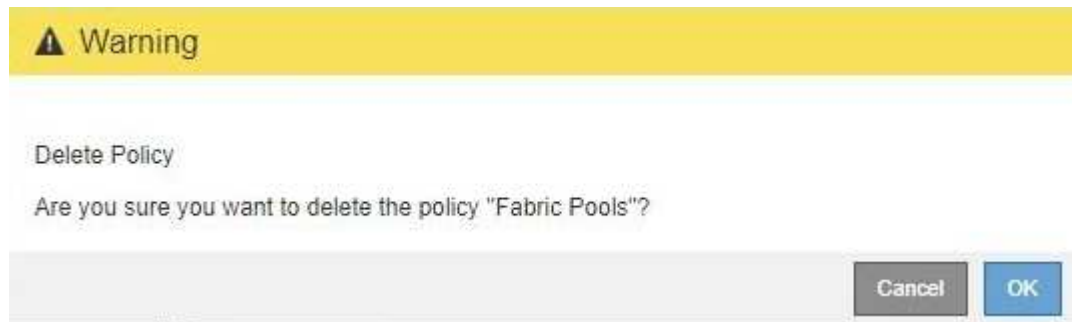 Warning
Delete Policy
Are you sure you want to delete the policy "Fabric Pools"?
Cancel OK